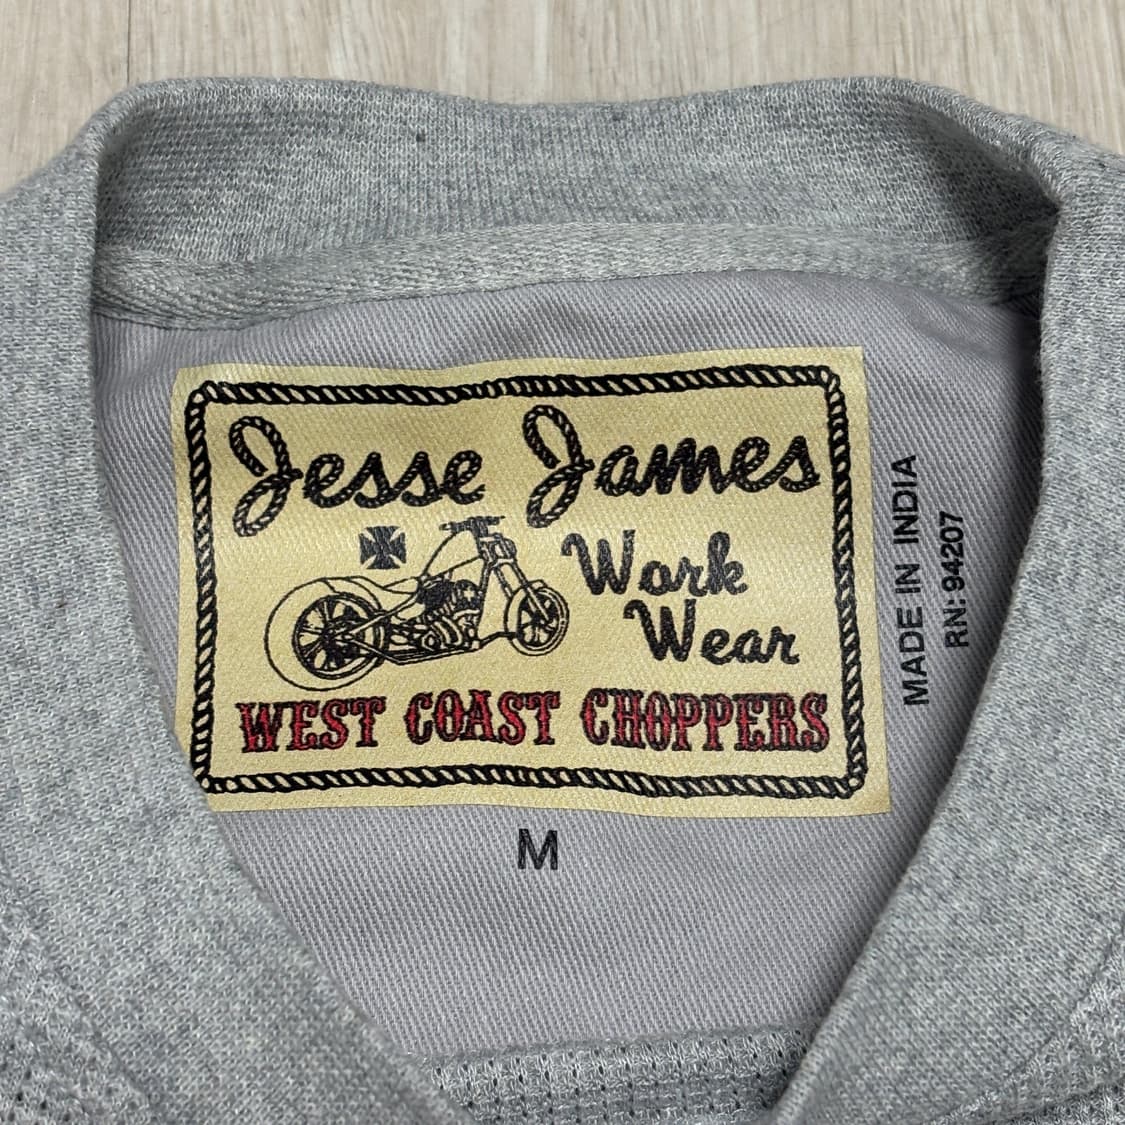 Jesse James
Work
Wear
WEST COAST CHOPPERS
M
MADE IN INDIA
RN: 94207